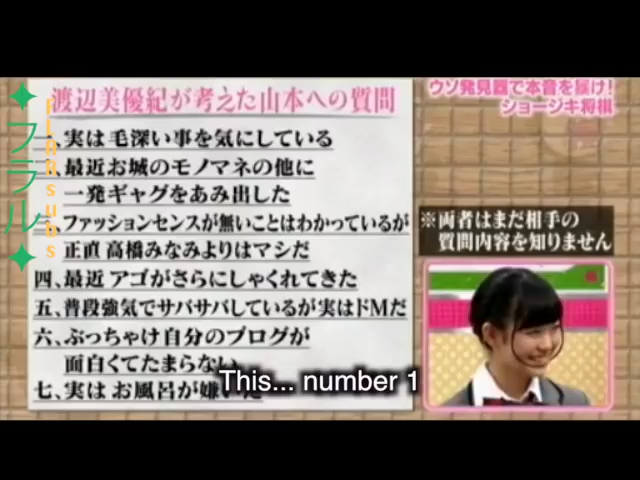 渡辺美優紀が考えた山本への質問
一、実は毛深い事を気にしている
最近お城のモノマネの他に
一発ギャグをあみ出した
ファッションセンスが無いことはわかっているが
正直高橋みなみよりはマシだ
四、最近アゴがさらにしゃくれてきた
五、普段強気でサバサバしているが実はドMだ
六、ぶっちゃけ自分のブログが
面白くてたまらない
七、実はお風呂が嫌いだ
ウソ発見器で本音を暴け!
ショージキ将棋
※両者はまだ相手の
質問内容を知りません
フラル
FLARsubs
This... number 1